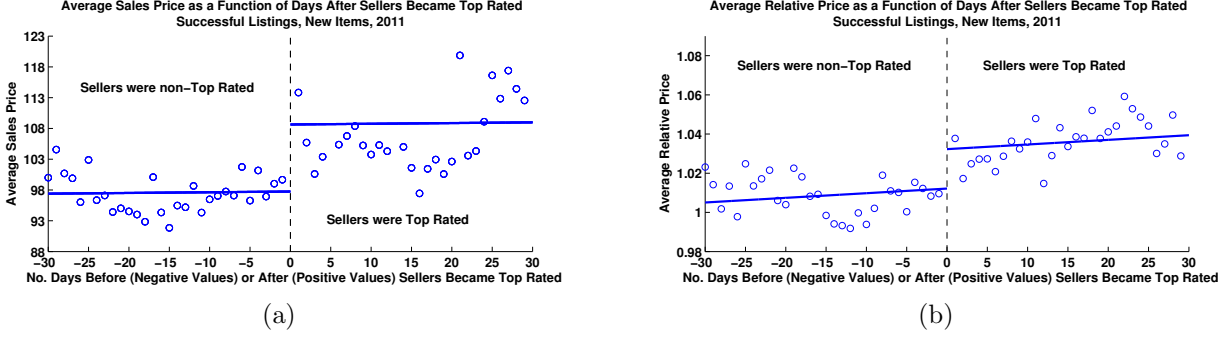 Average Sales Price as a Function of Days After Sellers Became Top Rated
Successful Listings, New Items, 2011
123
118
113
108
103
98
93
88
Average Sales Price
Sellers were non-Top Rated
Sellers were Top Rated
−30 −25 −20 −15 −10 −5 0 5 10 15 20 25 30
No. Days Before (Negative Values) or After (Positive Values) Sellers Became Top Rated
(a)
Average Relative Price as a Function of Days After Sellers Became Top Rated
Successful Listings, New Items, 2011
1.08
1.06
1.04
1.02
1
0.98
Average Relative Price
Sellers were non-Top Rated
Sellers were Top Rated
−30 −25 −20 −15 −10 −5 0 5 10 15 20 25 30
No. Days Before (Negative Values) or After (Positive Values) Sellers Became Top Rated
(b)